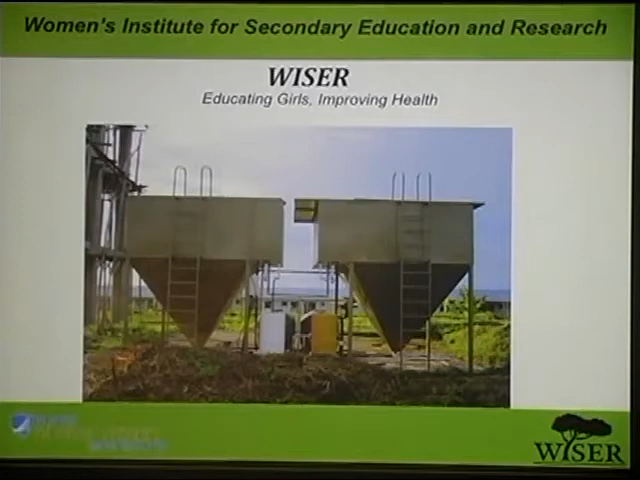 Women's Institute for Secondary Education and Research
WISER
Educating Girls, Improving Health
WISER